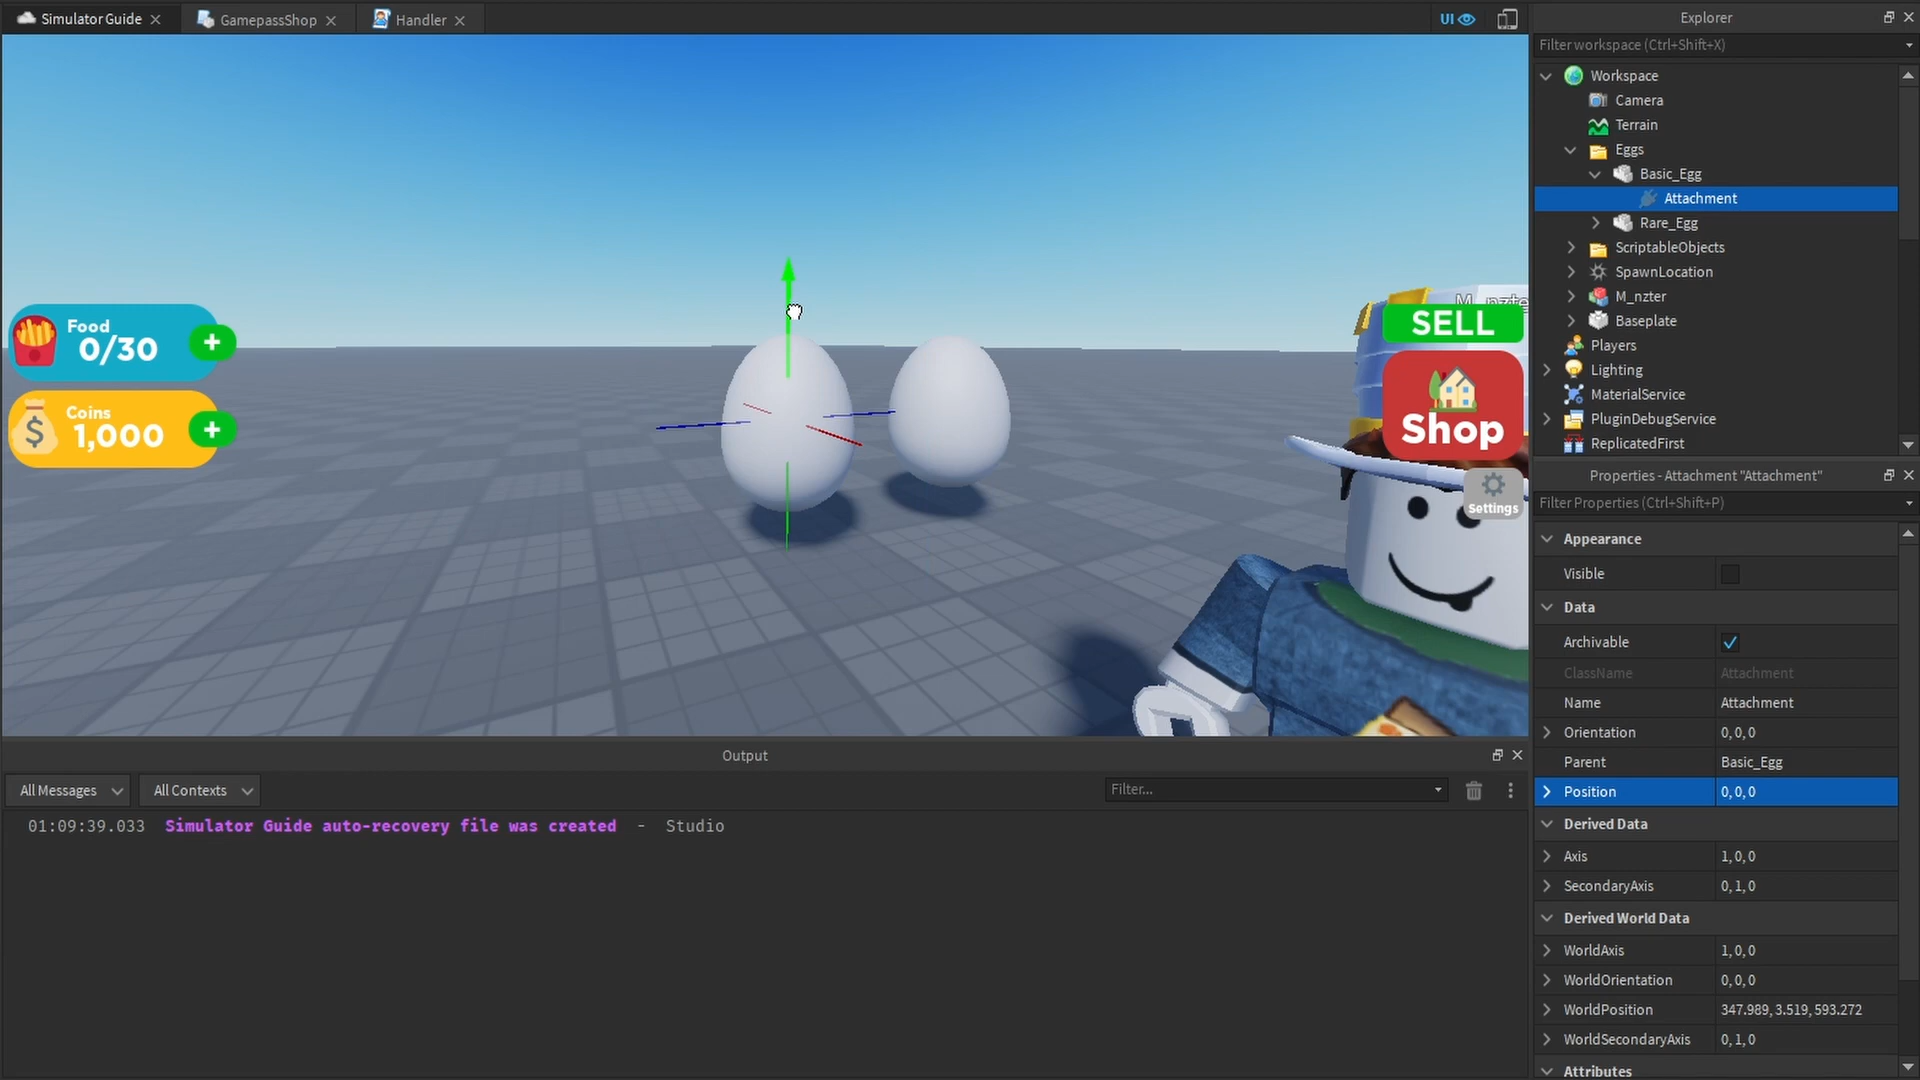 Simulator Guide
GamepassShop
Handler
UI
Explorer
Filter workspace (Ctrl+Shift+X)
Workspace
Camera
Terrain
Eggs
Basic_Egg
Attachment
Rare_Egg
ScriptableObjects
SpawnLocation
M_nzter
Baseplate
Players
Lighting
MaterialService
PluginDebugService
ReplicatedFirst
Food
0/30
+
Coins
1,000
+
M_nzte
SELL
Shop
Settings
Properties - Attachment "Attachment"
Filter Properties (Ctrl+Shift+P)
Appearance
Visible
Data
Archivable
ClassName Attachment
Name Attachment
Orientation 0, 0, 0
Parent Basic_Egg
Position 0, 0, 0
Derived Data
Axis 1, 0, 0
SecondaryAxis 0, 1, 0
Derived World Data
WorldAxis 1, 0, 0
WorldOrientation 0, 0, 0
WorldPosition 347.989, 3.519, 593.272
WorldSecondaryAxis 0, 1, 0
Attributes
Output
All Messages
All Contexts
Filter...
01:09:39.033 Simulator Guide auto-recovery file was created - Studio